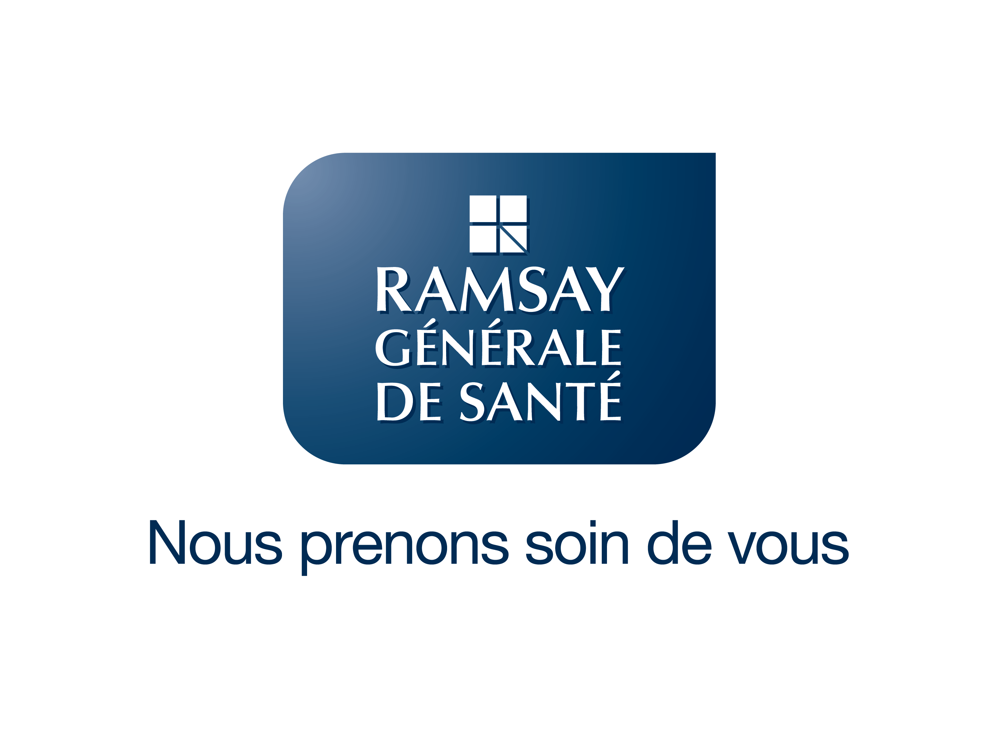 RAMSAY
GÉNÉRALE
DE SANTÉ
Nous prenons soin de vous